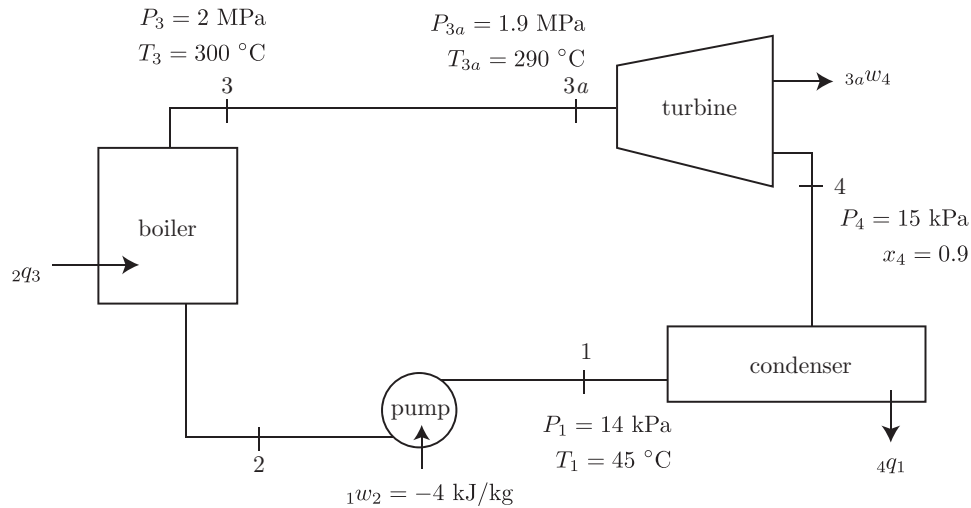 P₃ = 2 MPa
T₃ = 300 °C
P₃ₐ = 1.9 MPa
T₃ₐ = 290 °C
3
3a
turbine
₃ₐw₄
4
P₄ = 15 kPa
x₄ = 0.9
boiler
₂q₃
condenser
1
pump
P₁ = 14 kPa
T₁ = 45 °C
2
₄q₁
₁w₂ = −4 kJ/kg